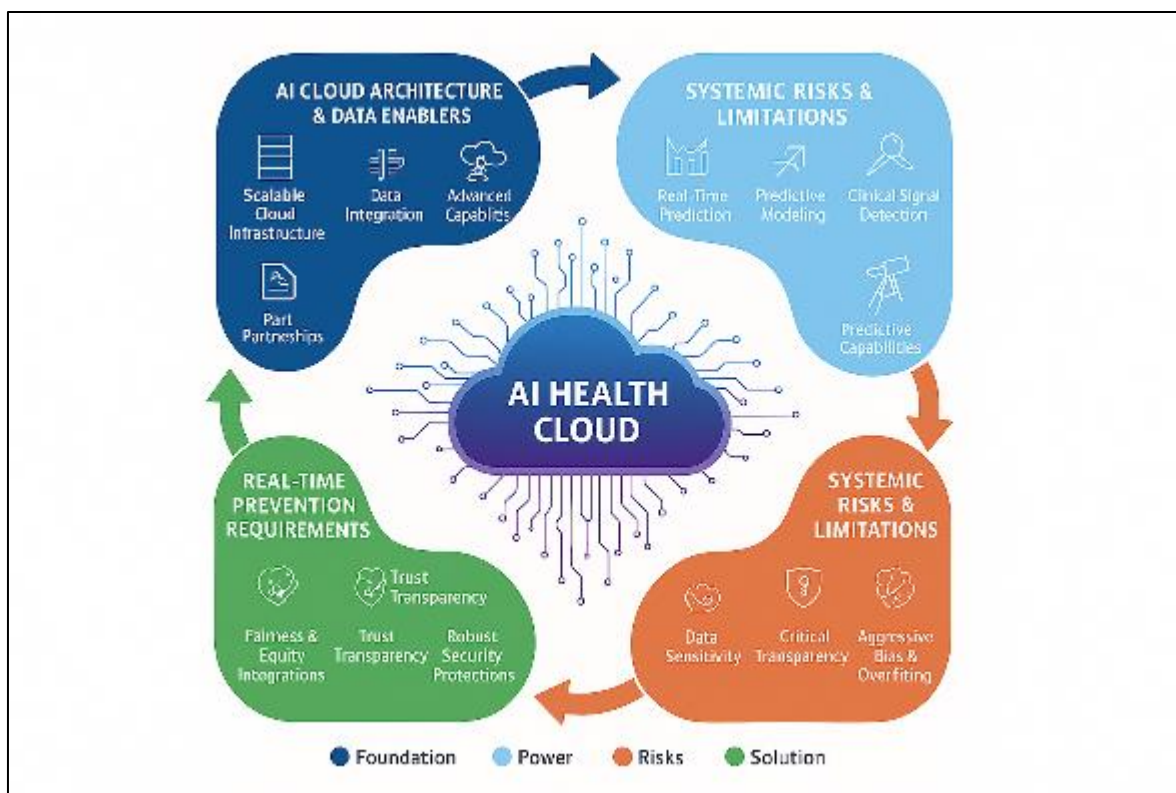 AI CLOUD ARCHITECTURE
& DATA ENABLERS
Scalable
Cloud
Infrastructure
Data
Integration
Advanced
Capablitis
Part
Partneships
SYSTEMIC RISKS &
LIMITATIONS
Real-Time
Prediction
Predictive
Modeling
Clinical Signal
Detection
Predictive
Capabilities
AI HEALTH
CLOUD
REAL-TIME
PREVENTION
REQUIREMENTS
Trust
Transparency
Fairness &
Equity
Integrations
Trust
Transparency
Robust
Security
Protections
SYSTEMIC
RISKS &
LIMITATIONS
Data
Sensitivity
Critical
Transparency
Aggressive
Bias &
Overfiting
Foundation
Power
Risks
Solution